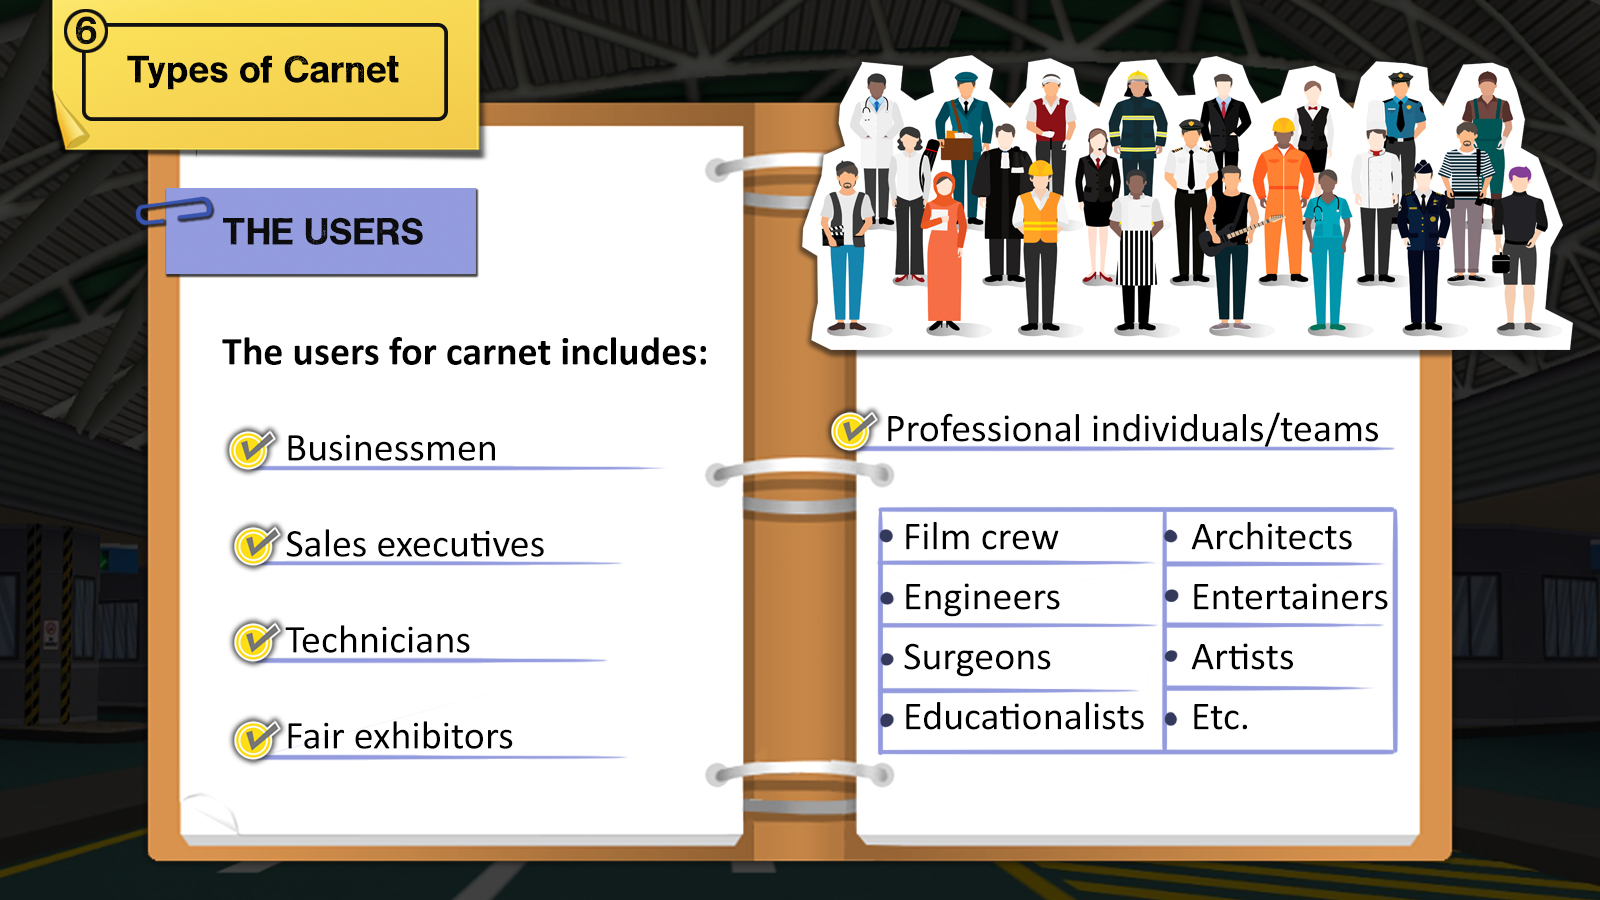 6
Types of Carnet
THE USERS
The users for carnet includes:
Businessmen
Sales executives
Technicians
Fair exhibitors
Professional individuals/teams
Film crew
Engineers
Surgeons
Educationalists
Architects
Entertainers
Artists
Etc.